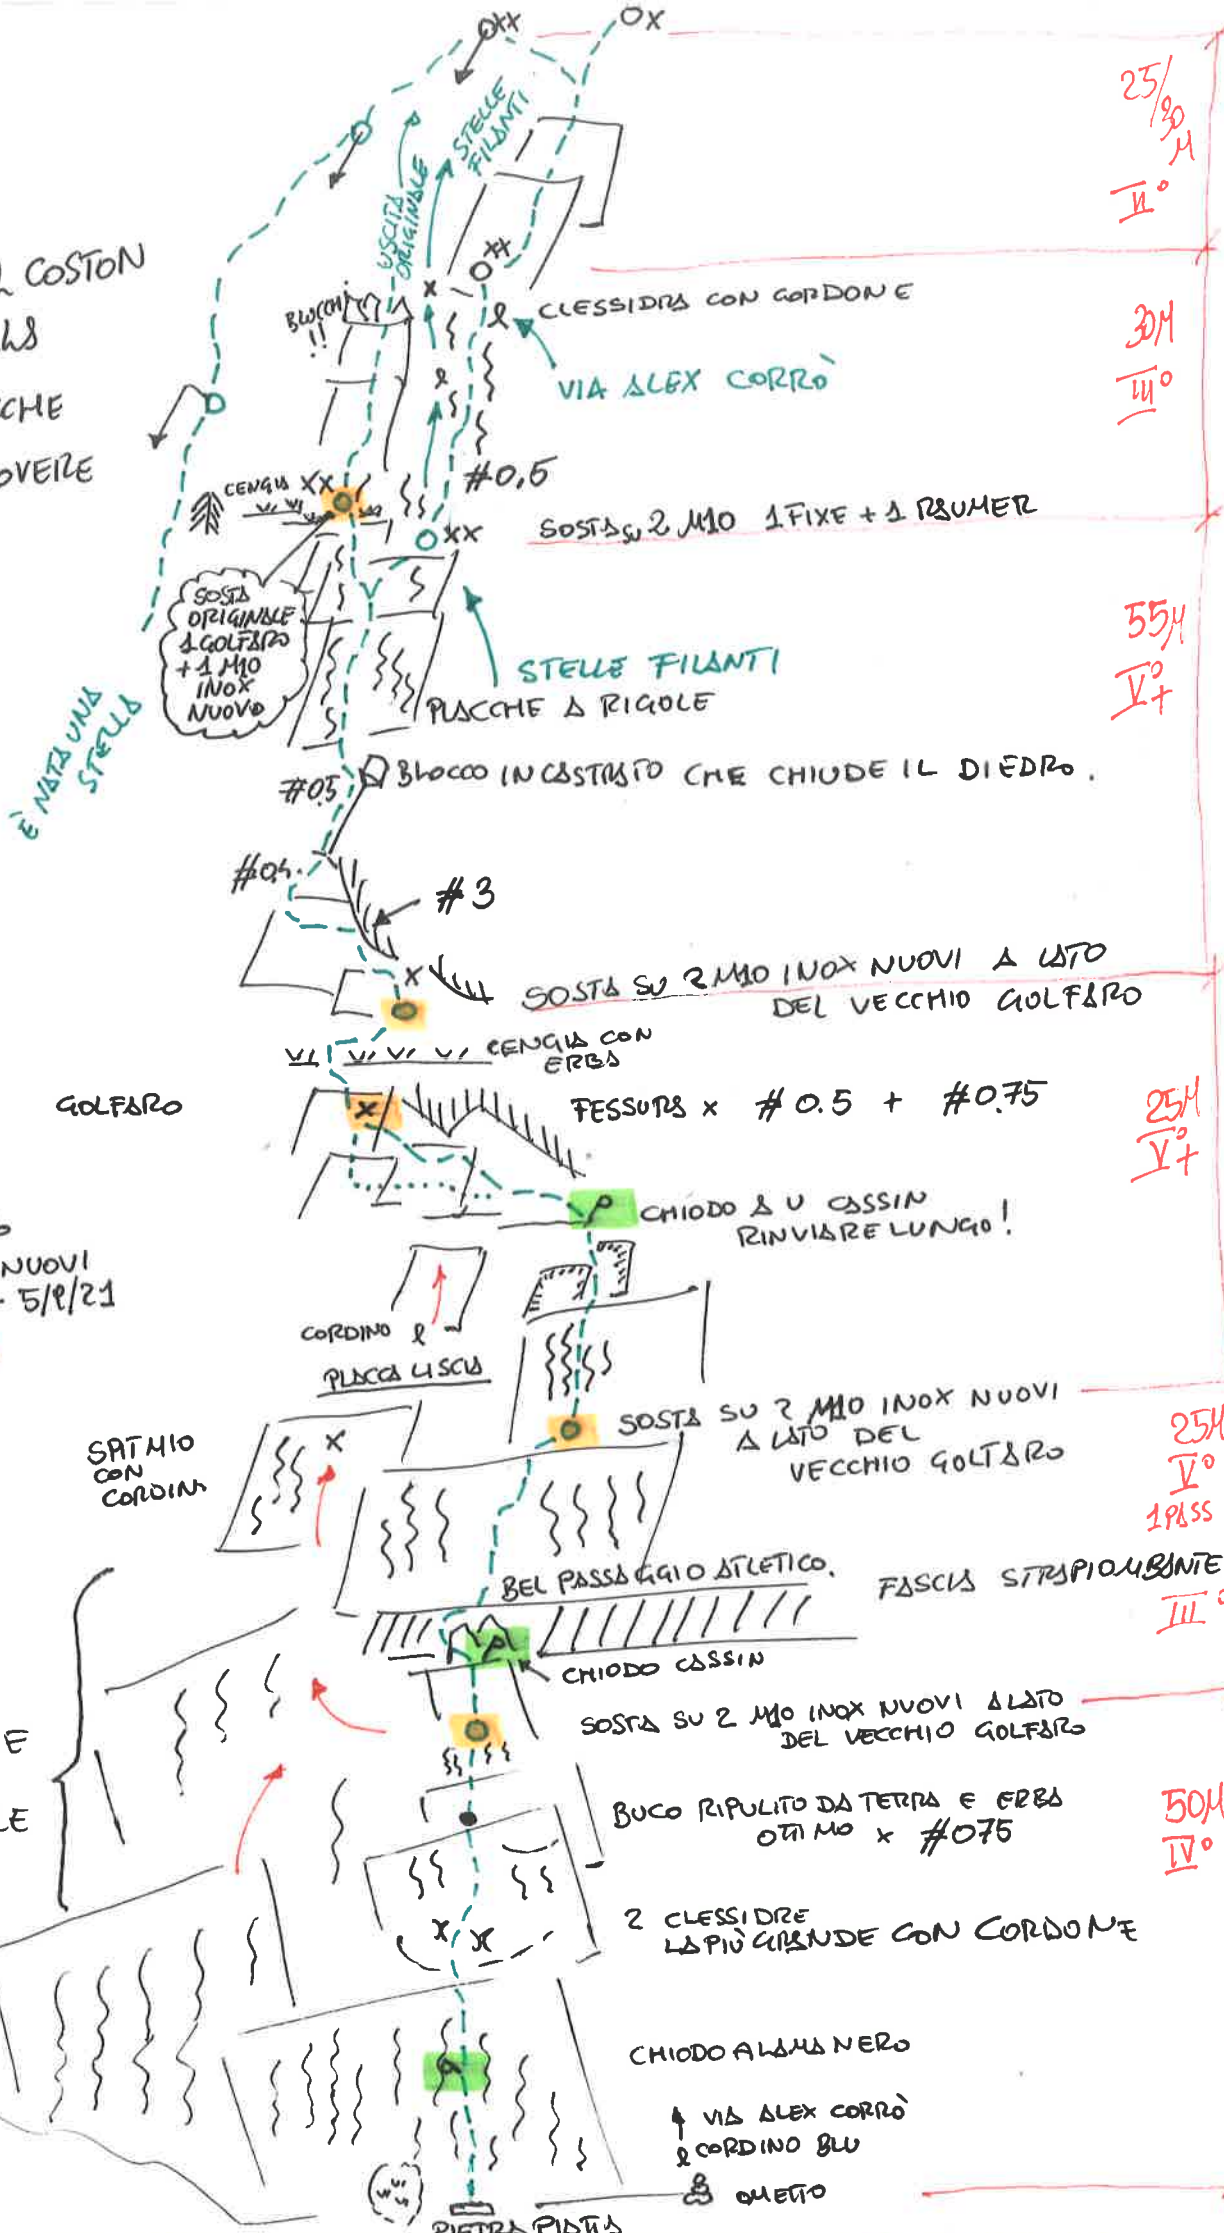 25/30 M
II°
STELLE FILANTI
USCITA ORIGINALE
COSTON
BLOCCHI !!
CLESSIDRA CON CORDONE
30M
III°
VIA ALEX CORRÒ
#0,5
CENGIA XX
XX
SOSTA SU 2 M10 1 FIXE + 1 RAUMER
SOSTA
ORIGINALE
1 GOLFARO
+ 1 M10
INOX
NUOVO
55M
V°+
STELLE FILANTI
PLACCHE A RIGOLE
È NATA UNA STELLA
#05
BLOCCO INCASTRATO CHE CHIUDE IL DIEDRO.
#0,4
#3
SOSTA SU 2 M10 INOX NUOVI A LATO
DEL VECCHIO GOLFARO
CENGIA CON
ERBA
GOLFARO
FESSURA x #0.5 + #0.75
25M
V°+
CHIODO A U CASSIN
RINVIARE LUNGO!
NUOVI
5/9/21
CORDINO
PLACCA LISCIA
SOSTA SU 2 M10 INOX NUOVI
A LATO DEL
VECCHIO GOLFARO
25M
V°
1 PASS
III°
SPIT M10
CON
CORDINO
BEL PASSAGGIO ATLETICO.
FASCIA STRAPIOMBANTE
CHIODO CASSIN
SOSTA SU 2 M10 INOX NUOVI A LATO
DEL VECCHIO GOLFARO
BUCO RIPULITO DA TERRA E ERBA
OTTIMO x #075
50M
IV°
2 CLESSIDRE
LA PIÙ GRANDE CON CORDONE
CHIODO A LAMA NERO
VIA ALEX CORRÒ
CORDINO BLU
OMETTO
PIETRA PIATTA